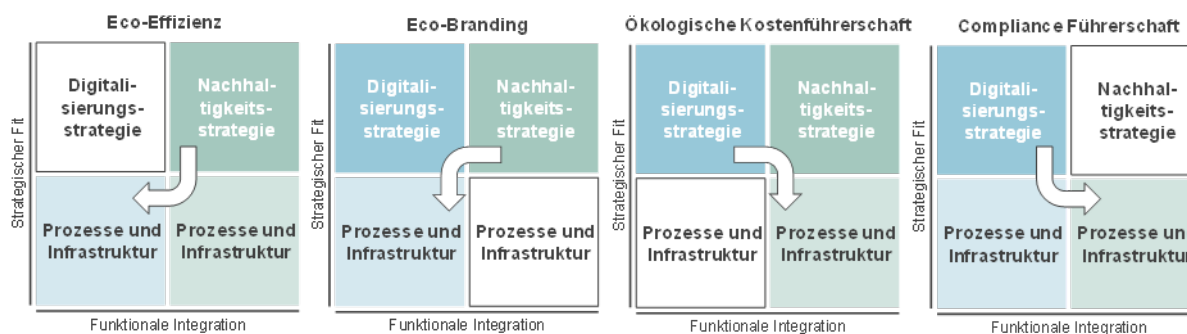 Eco-Effizienz
Strategischer Fit
Digitali-
sierungs-
strategie
Nachhal-
tigkeits-
strategie
Prozesse und
Infrastruktur
Prozesse und
Infrastruktur
Funktionale Integration
Eco-Branding
Strategischer Fit
Digitali-
sierungs-
strategie
Nachhal-
tigkeits-
strategie
Prozesse und
Infrastruktur
Prozesse und
Infrastruktur
Funktionale Integration
Ökologische Kostenführerschaft
Strategischer Fit
Digitali-
sierungs-
strategie
Nachhal-
tigkeits-
strategie
Prozesse und
Infrastruktur
Prozesse und
Infrastruktur
Funktionale Integration
Compliance Führerschaft
Strategischer Fit
Digitali-
sierungs-
strategie
Nachhal-
tigkeits-
strategie
Prozesse und
Infrastruktur
Prozesse und
Infrastruktur
Funktionale Integration